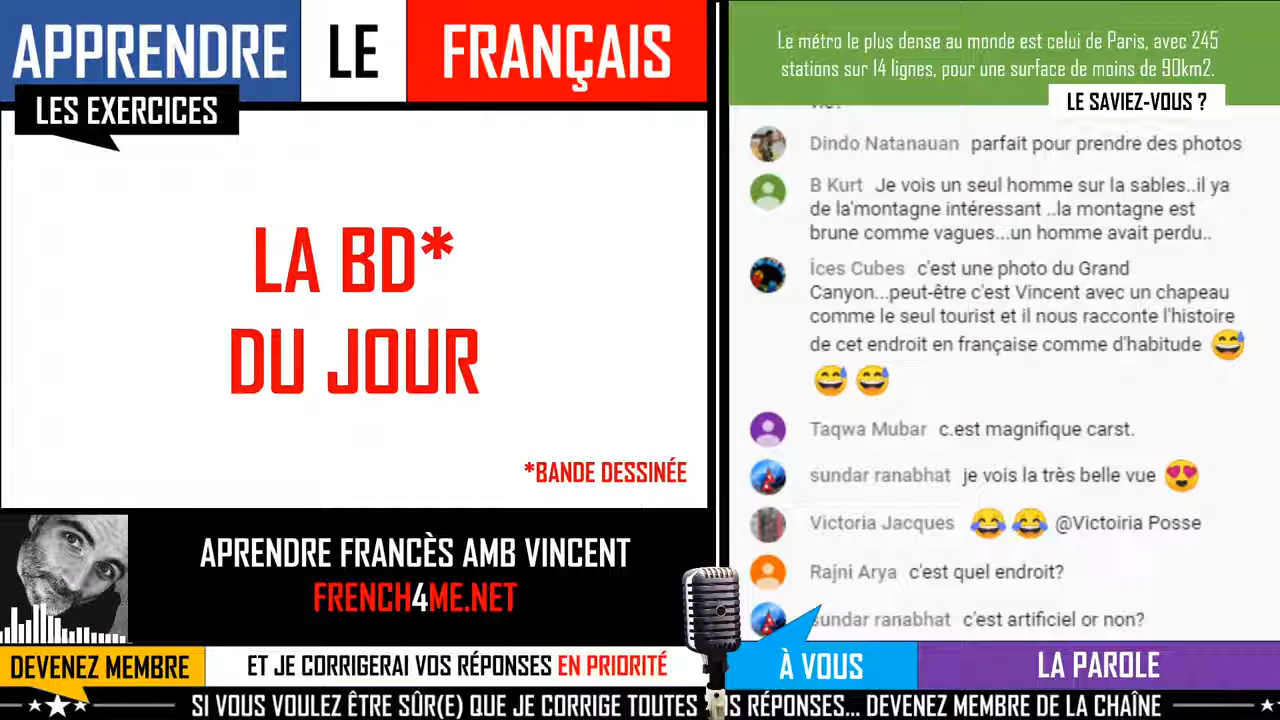 APPRENDRE LE FRANÇAIS
LES EXERCICES
LA BD*
DU JOUR
*BANDE DESSINÉE
APRENDRE FRANCÈS AMB VINCENT
FRENCH4ME.NET
Le métro le plus dense au monde est celui de Paris, avec 245
stations sur 14 lignes, pour une surface de moins de 90km2.
LE SAVIEZ-VOUS ?
Dindo Natanauan parfait pour prendre des photos
B Kurt Je vois un seul homme sur la sables..il ya
de la'montagne intéressant ..la montagne est
brune comme vagues...un homme avait perdu..
İces Cubes c'est une photo du Grand
Canyon...peut-être c'est Vincent avec un chapeau
comme le seul tourist et il nous raconte l'histoire
de cet endroit en française comme d'habitude 😅
😅 😅
Taqwa Mubar c.est magnifique carst.
sundar ranabhat je vois la très belle vue 😍
Victoria Jacques 😂 😂 @Victoiria Posse
Rajni Arya c'est quel endroit?
sundar ranabhat c'est artificiel or non?
DEVENEZ MEMBRE
ET JE CORRIGERAI VOS RÉPONSES EN PRIORITÉ
À VOUS
LA PAROLE
SI VOUS VOULEZ ÊTRE SÛR(E) QUE JE CORRIGE TOUTES RÉPONSES... DEVENEZ MEMBRE DE LA CHAÎNE